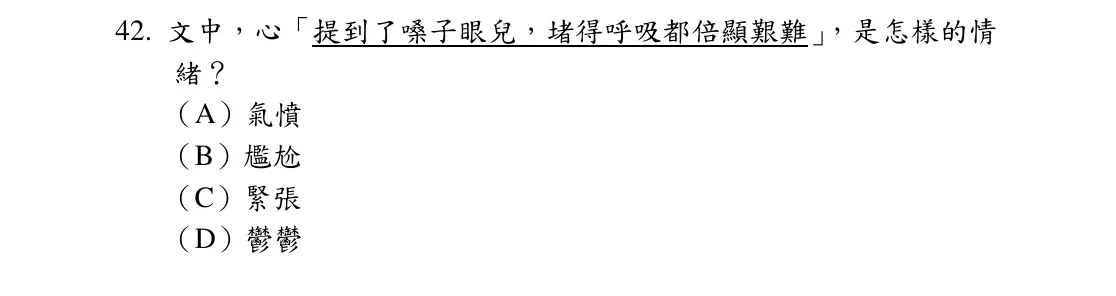 42. 文中，心「提到了嗓子眼兒，堵得呼吸都倍顯艱難」，是怎樣的情
緒？
（A）氣憤
（B）尷尬
（C）緊張
（D）鬱鬱